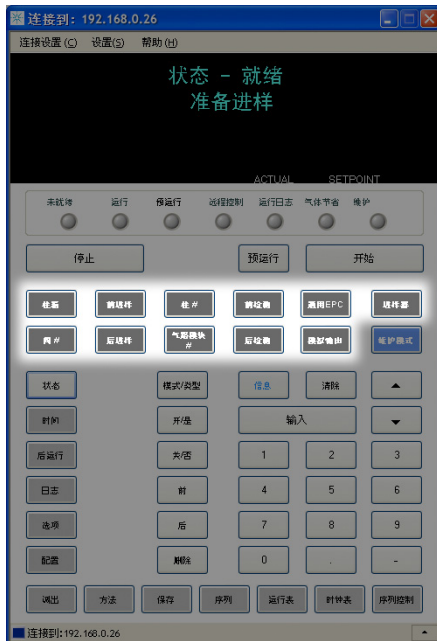 连接到: 192.168.0.26
连接设置(C) 设置(S) 帮助(H)
状态 - 就绪
准备进样
ACTUAL SETPOINT
未就绪 运行 预运行 远程控制 运行日志 气体节省 维护
停止 预运行 开始
柱箱 前进样 柱# 前检测 通用EPC 进样器
阀# 后进样 气路模块# 后检测 模拟输出 维护模式
状态 模式/类型 信息 清除 ▲
时间 开/是 输入 ▼
后运行 关/否 1 2 3
日志 前 4 5 6
选项 后 7 8 9
配置 删除 0 . -
调出 方法 保存 序列 运行表 时钟表 序列控制
连接到: 192.168.0.26